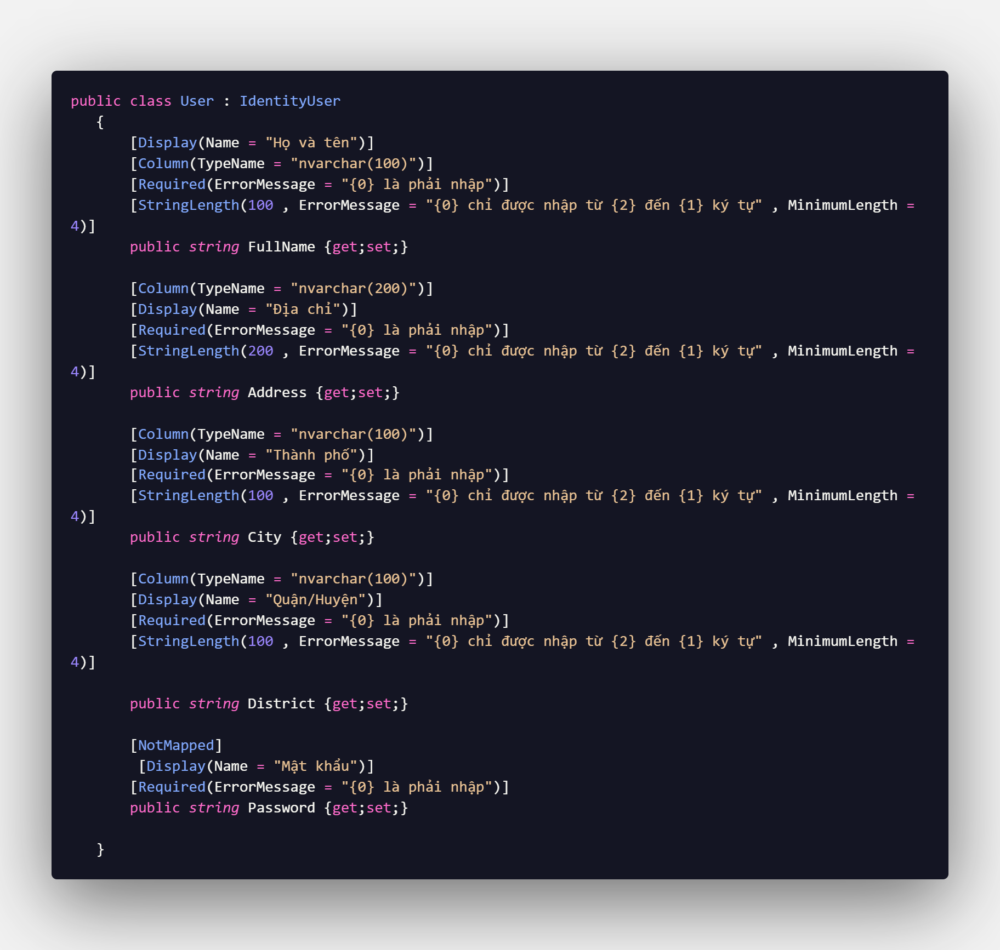 public class User : IdentityUser
{
[Display(Name = "Họ và tên")]
[Column(TypeName = "nvarchar(100)")]
[Required(ErrorMessage = "{0} là phải nhập")]
[StringLength(100 , ErrorMessage = "{0} chỉ được nhập từ {2} đến {1} ký tự" , MinimumLength =
4)]
public string FullName {get;set;}
[Column(TypeName = "nvarchar(200)")]
[Display(Name = "Địa chỉ")]
[Required(ErrorMessage = "{0} là phải nhập")]
[StringLength(200 , ErrorMessage = "{0} chỉ được nhập từ {2} đến {1} ký tự" , MinimumLength =
4)]
public string Address {get;set;}
[Column(TypeName = "nvarchar(100)")]
[Display(Name = "Thành phố")]
[Required(ErrorMessage = "{0} là phải nhập")]
[StringLength(100 , ErrorMessage = "{0} chỉ được nhập từ {2} đến {1} ký tự" , MinimumLength =
4)]
public string City {get;set;}
[Column(TypeName = "nvarchar(100)")]
[Display(Name = "Quận/Huyện")]
[Required(ErrorMessage = "{0} là phải nhập")]
[StringLength(100 , ErrorMessage = "{0} chỉ được nhập từ {2} đến {1} ký tự" , MinimumLength =
4)]
public string District {get;set;}
[NotMapped]
[Display(Name = "Mật khẩu")]
[Required(ErrorMessage = "{0} là phải nhập")]
public string Password {get;set;}
}